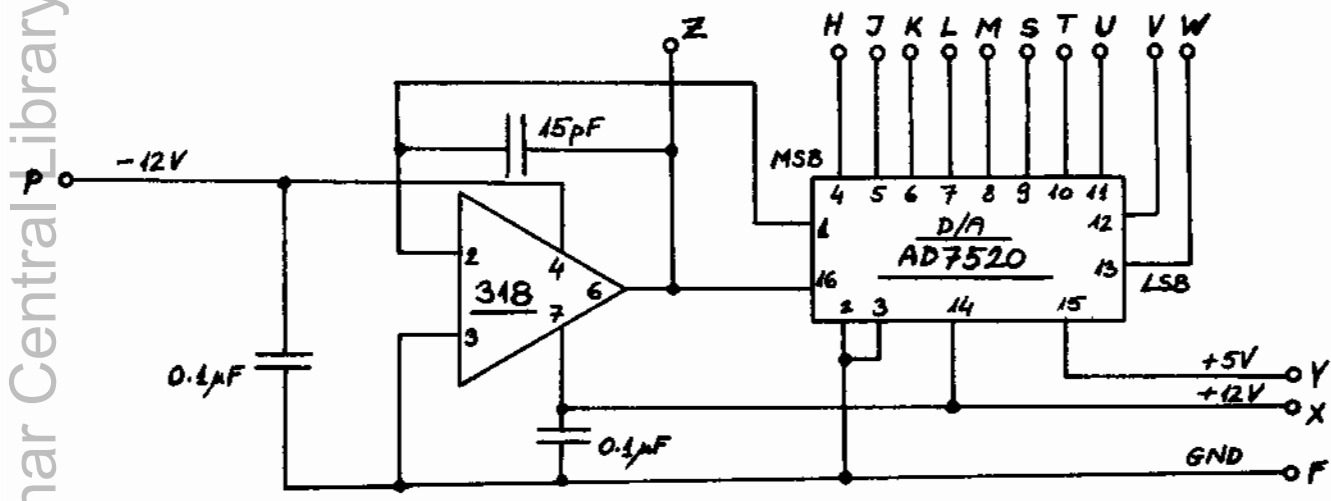 Z
H J K L M S T U V W
15pF
MSB
P -12V
4 5 6 7 8 9 10 11
1 D/A 12
2 4 AD7520 13
318 6 16 LSB
7 2 3 14 15
3
+5V Y
0.1μF +12V X
0.1μF
GND F
nar Central Library